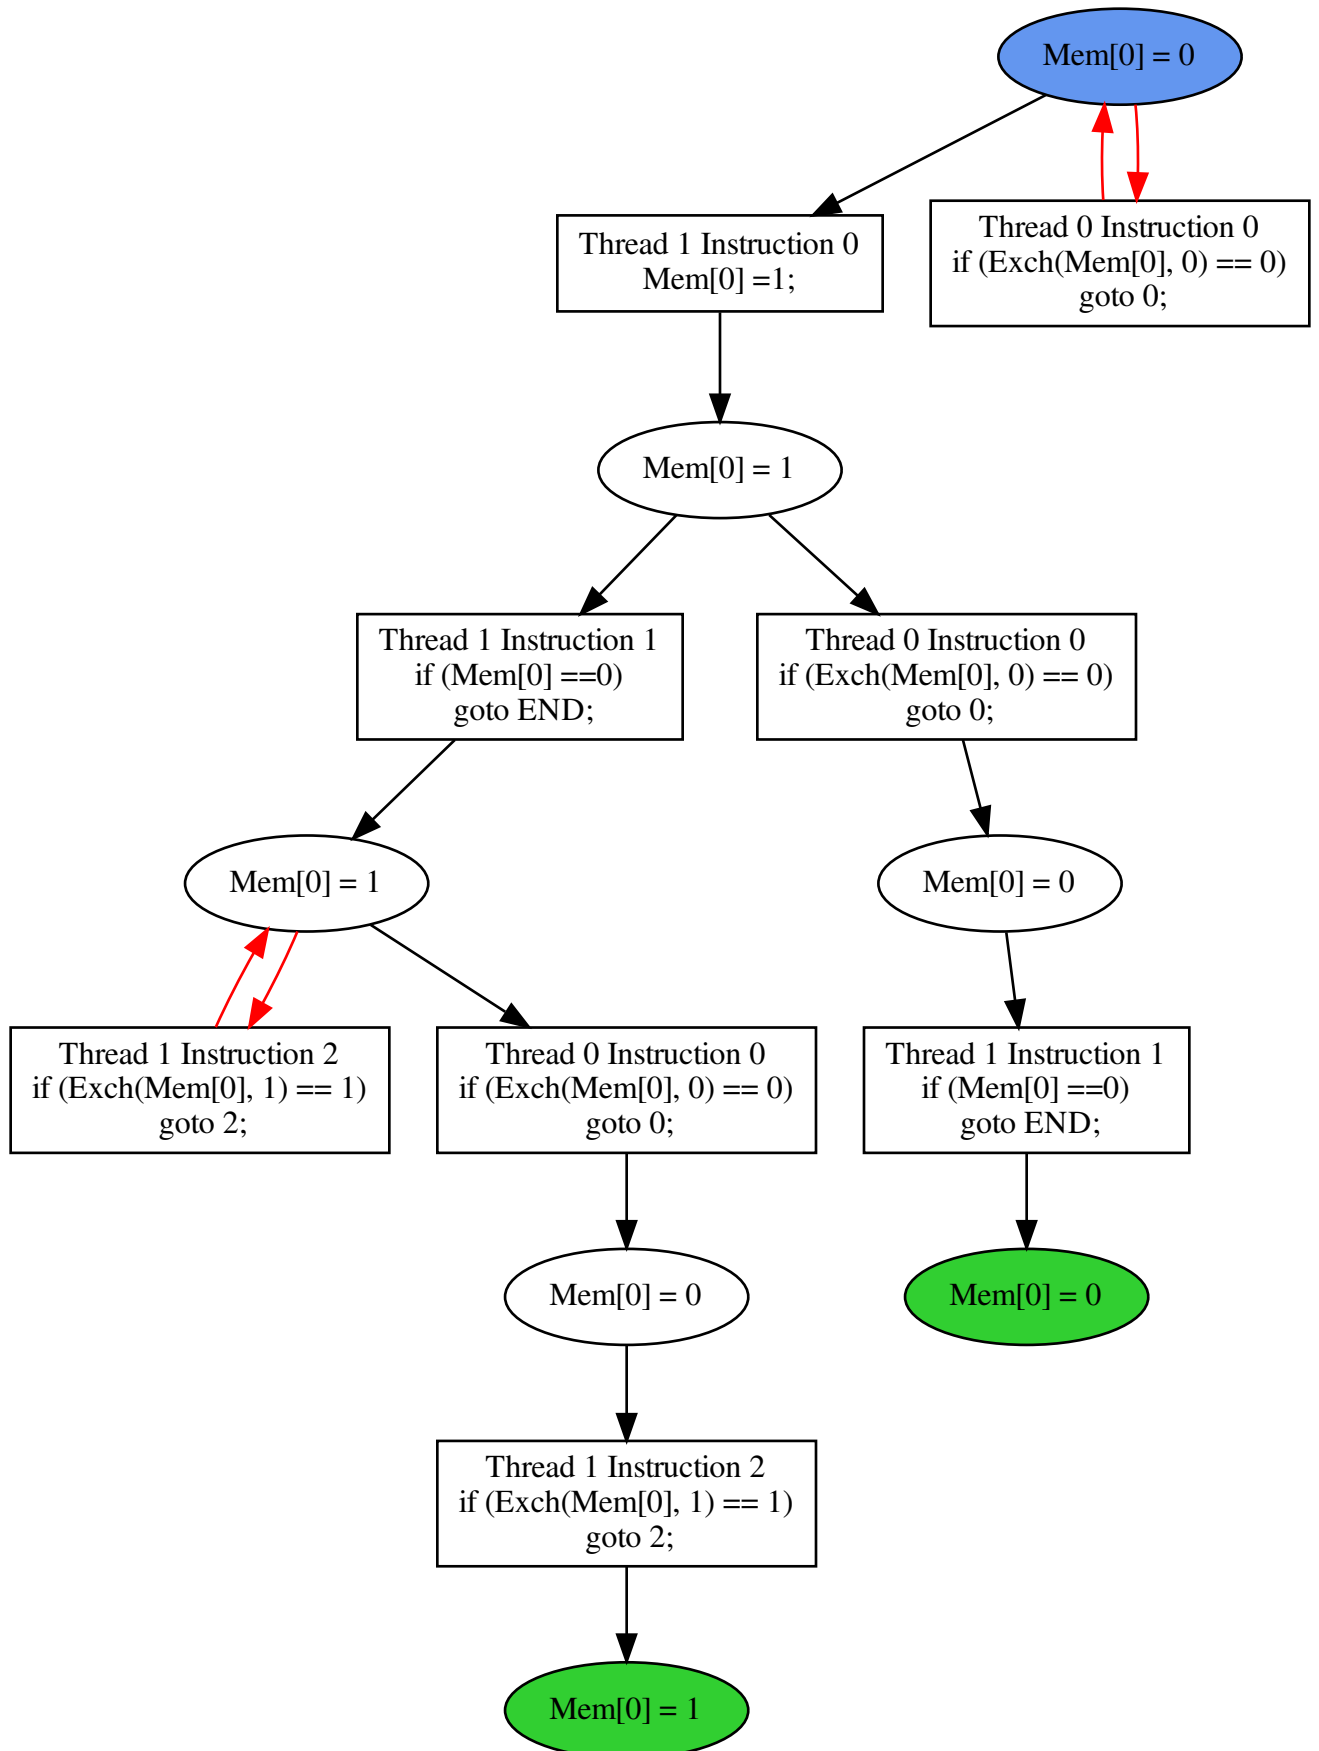 Mem[0] = 0
Thread 1 Instruction 0
Mem[0] =1;
Thread 0 Instruction 0
if (Exch(Mem[0], 0) == 0)
goto 0;
Mem[0] = 1
Thread 1 Instruction 1
if (Mem[0] ==0)
goto END;
Thread 0 Instruction 0
if (Exch(Mem[0], 0) == 0)
goto 0;
Mem[0] = 1
Mem[0] = 0
Thread 1 Instruction 2
if (Exch(Mem[0], 1) == 1)
goto 2;
Thread 0 Instruction 0
if (Exch(Mem[0], 0) == 0)
goto 0;
Thread 1 Instruction 1
if (Mem[0] ==0)
goto END;
Mem[0] = 0
Mem[0] = 0
Thread 1 Instruction 2
if (Exch(Mem[0], 1) == 1)
goto 2;
Mem[0] = 1